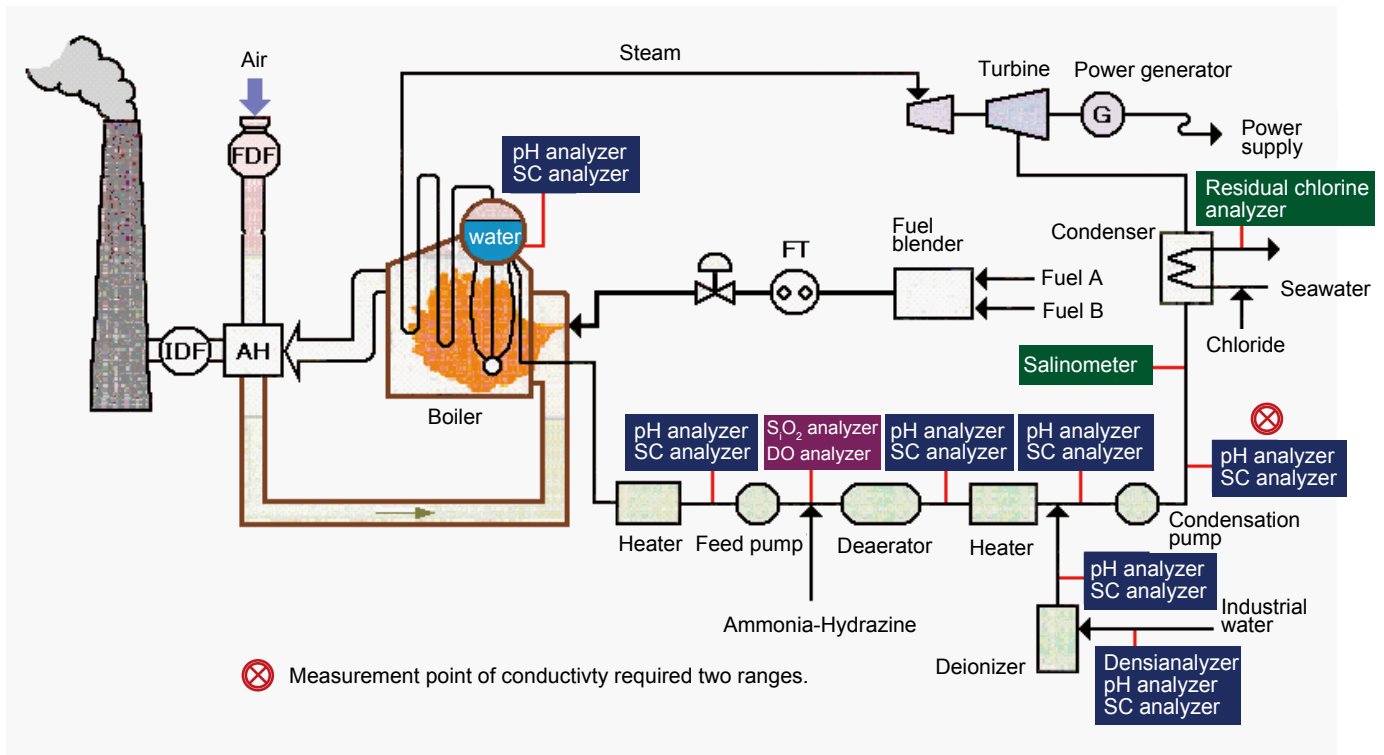 Air
Steam
Turbine
Power generator
FDF
G
Power
supply
pH analyzer
SC analyzer
Residual chlorine
analyzer
water
Fuel
blender
Condenser
FT
Fuel A
Seawater
Fuel B
IDF
AH
Chloride
Salinometer
Boiler
pH analyzer
SC analyzer
SiO2 analyzer
DO analyzer
pH analyzer
SC analyzer
pH analyzer
SC analyzer
pH analyzer
SC analyzer
Heater
Feed pump
Deaerator
Heater
Condensation
pump
pH analyzer
SC analyzer
Ammonia-Hydrazine
Industrial
water
Deionizer
Densianalyzer
pH analyzer
SC analyzer
Measurement point of conductivty required two ranges.